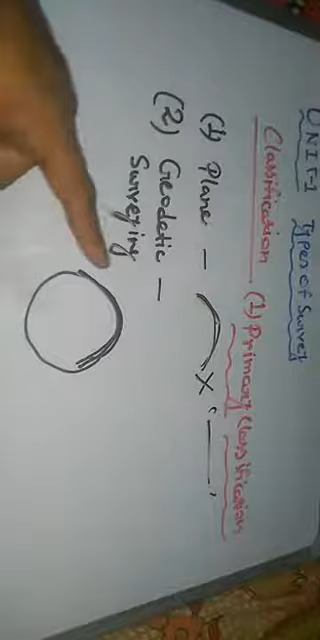 UNIT-1 Types of Survey
Classification (1) Primary Classification
(1) Plane — X
(2) Geodetic —
Surveying